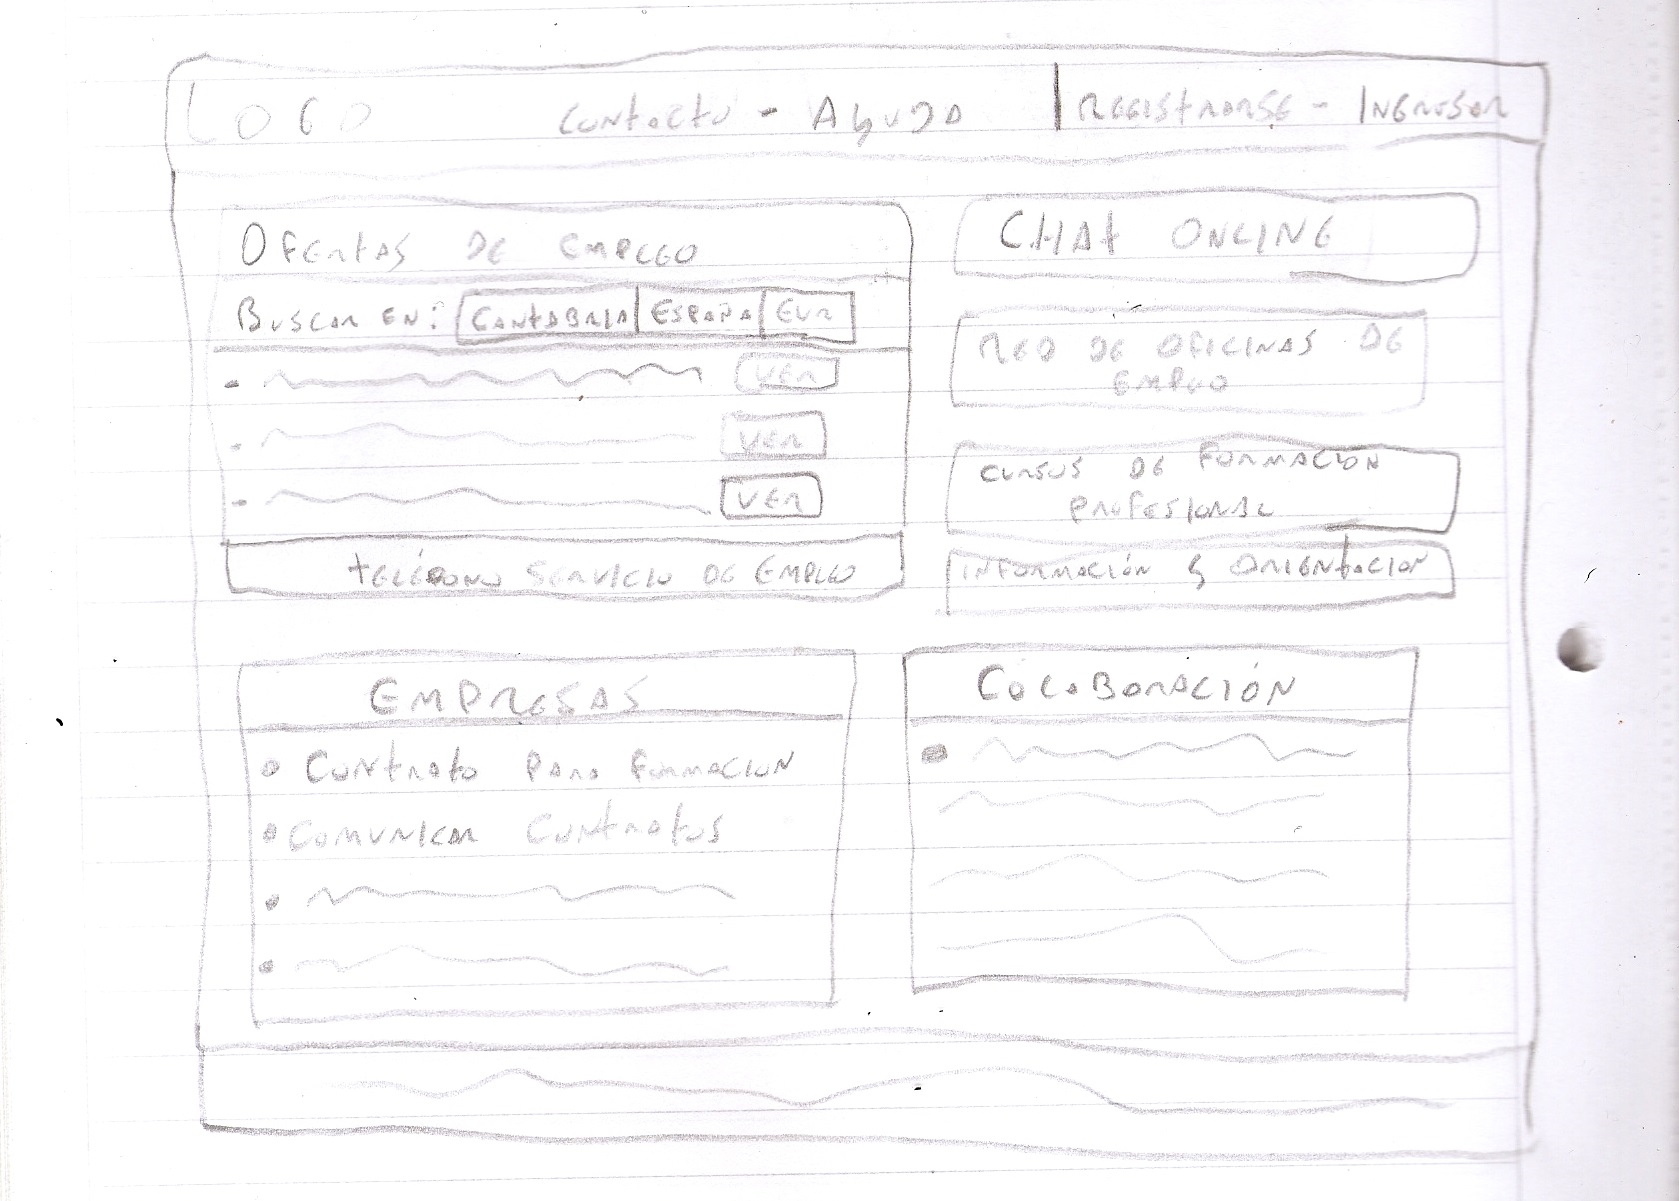 LOGO
Contacto - Ayuda
Registrarse - Ingresar
Ofertas de empleo
Buscar en: Cantabria España Eur
Ver
Ver
Ver
Teléfono servicio de empleo
Chat online
Red de oficinas de
empleo
Cursos de formación
profesional
Información y orientacion
Empresas
Contrato para formacion
Comunicar contratos
Colaboración